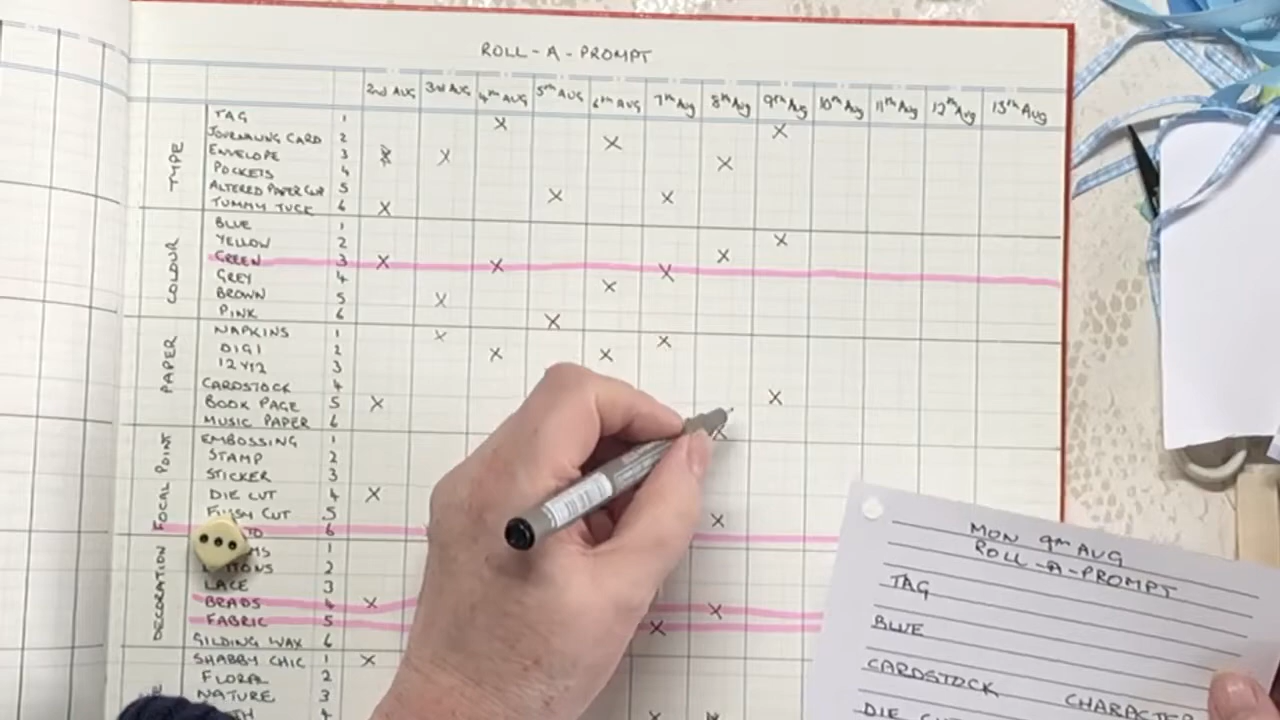 ROLL-A-PROMPT
2nd AUG 3rd AUG 4th AUG 5th AUG 6th AUG 7th Aug 8th Aug 9th Aug 10th Aug 11th Aug 12th Aug 13th Aug
TYPE
TAG 1
JOURNALING CARD 2
ENVELOPE 3
POCKETS 4
ALTERED PAPER CLIP 5
TUMMY TUCK 6
COLOUR
BLUE 1
YELLOW 2
GREEN 3
GREY 4
BROWN 5
PINK 6
PAPER
NAPKINS 1
DIGI 2
12x12 3
CARDSTOCK 4
BOOK PAGE 5
MUSIC PAPER 6
FOCAL POINT
EMBOSSING 1
STAMP 2
STICKER 3
DIE CUT 4
FUSSY CUT 5
6
DECORATION
1
2
LACE 3
BRADS 4
FABRIC 5
GILDING WAX 6
SHABBY CHIC 1
FLORAL 2
NATURE 3
4
MON 9TH AUG
ROLL-A-PROMPT
TAG
BLUE
CARDSTOCK CHARACTER
DIE CUT